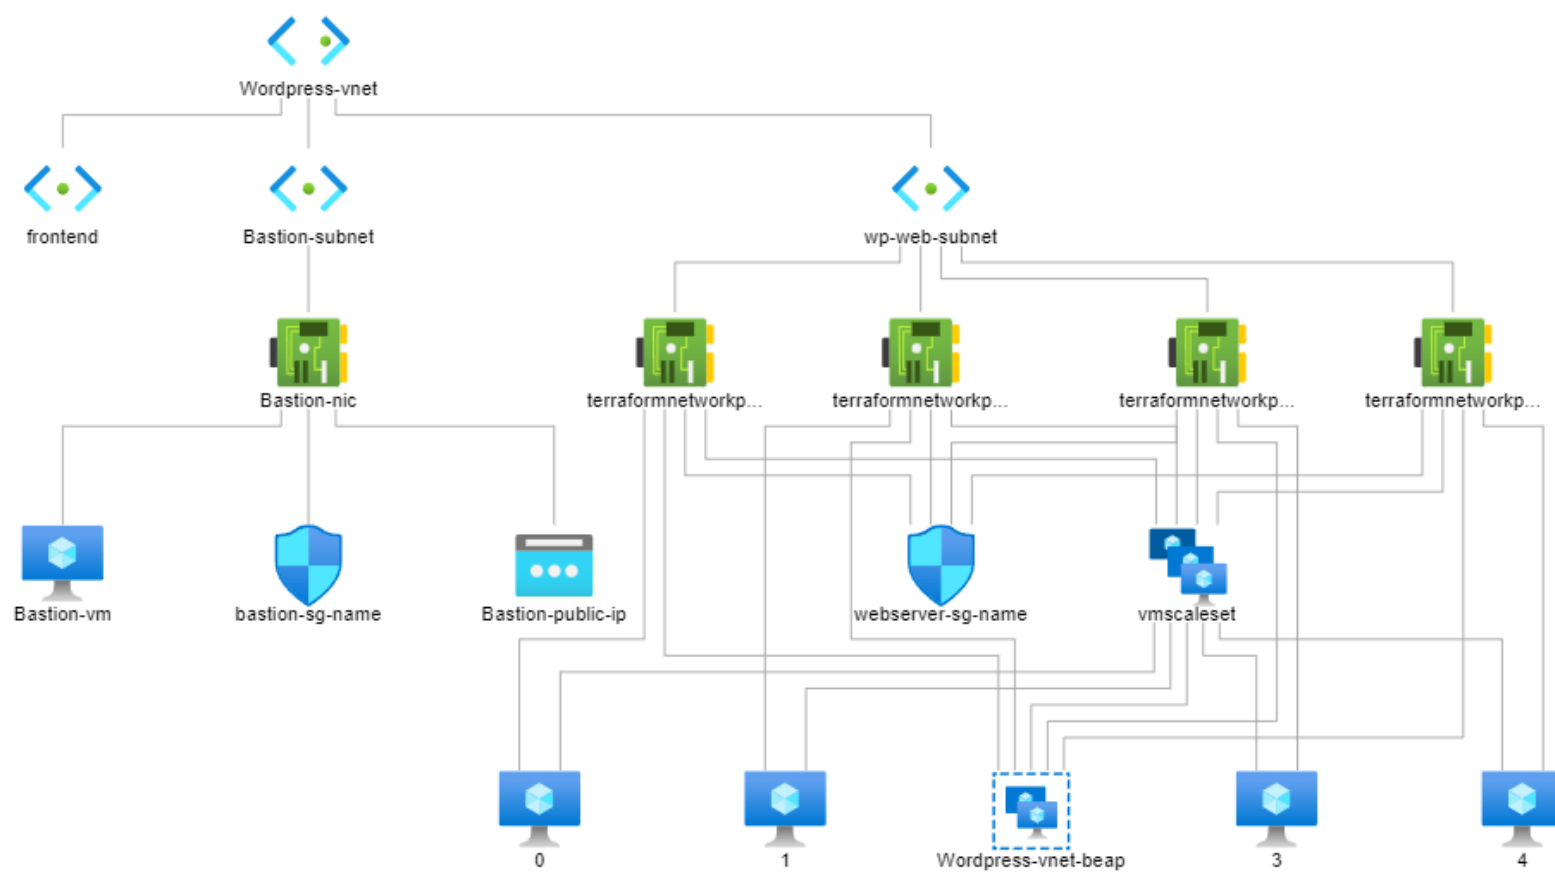 Wordpress-vnet
frontend
Bastion-subnet
wp-web-subnet
Bastion-nic
terraformnetworkp...
terraformnetworkp...
terraformnetworkp...
terraformnetworkp...
Bastion-vm
bastion-sg-name
Bastion-public-ip
webserver-sg-name
vmscaleset
0
1
Wordpress-vnet-beap
3
4